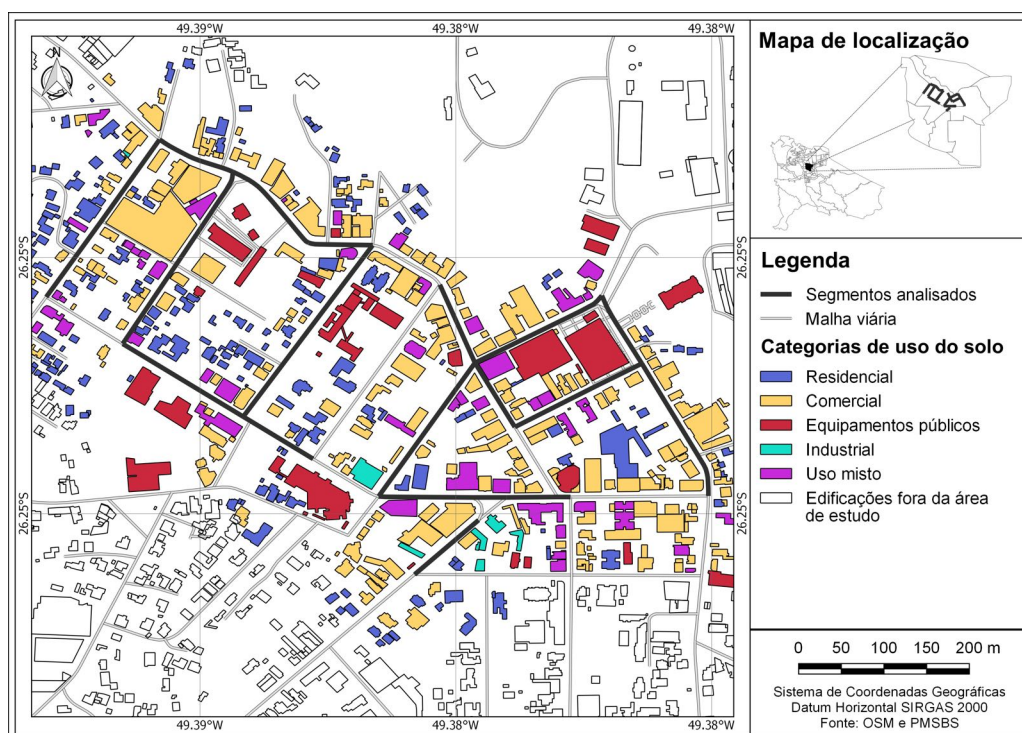 49.39°W
49.38°W
49.38°W
N
26.25°S
26.25°S
26.25°S
26.25°S
49.39°W
49.38°W
49.38°W
Mapa de localização
Legenda
Segmentos analisados
Malha viária
Categorias de uso do solo
Residencial
Comercial
Equipamentos públicos
Industrial
Uso misto
Edificações fora da área
de estudo
0 50 100 150 200 m
Sistema de Coordenadas Geográficas
Datum Horizontal SIRGAS 2000
Fonte: OSM e PMSBS